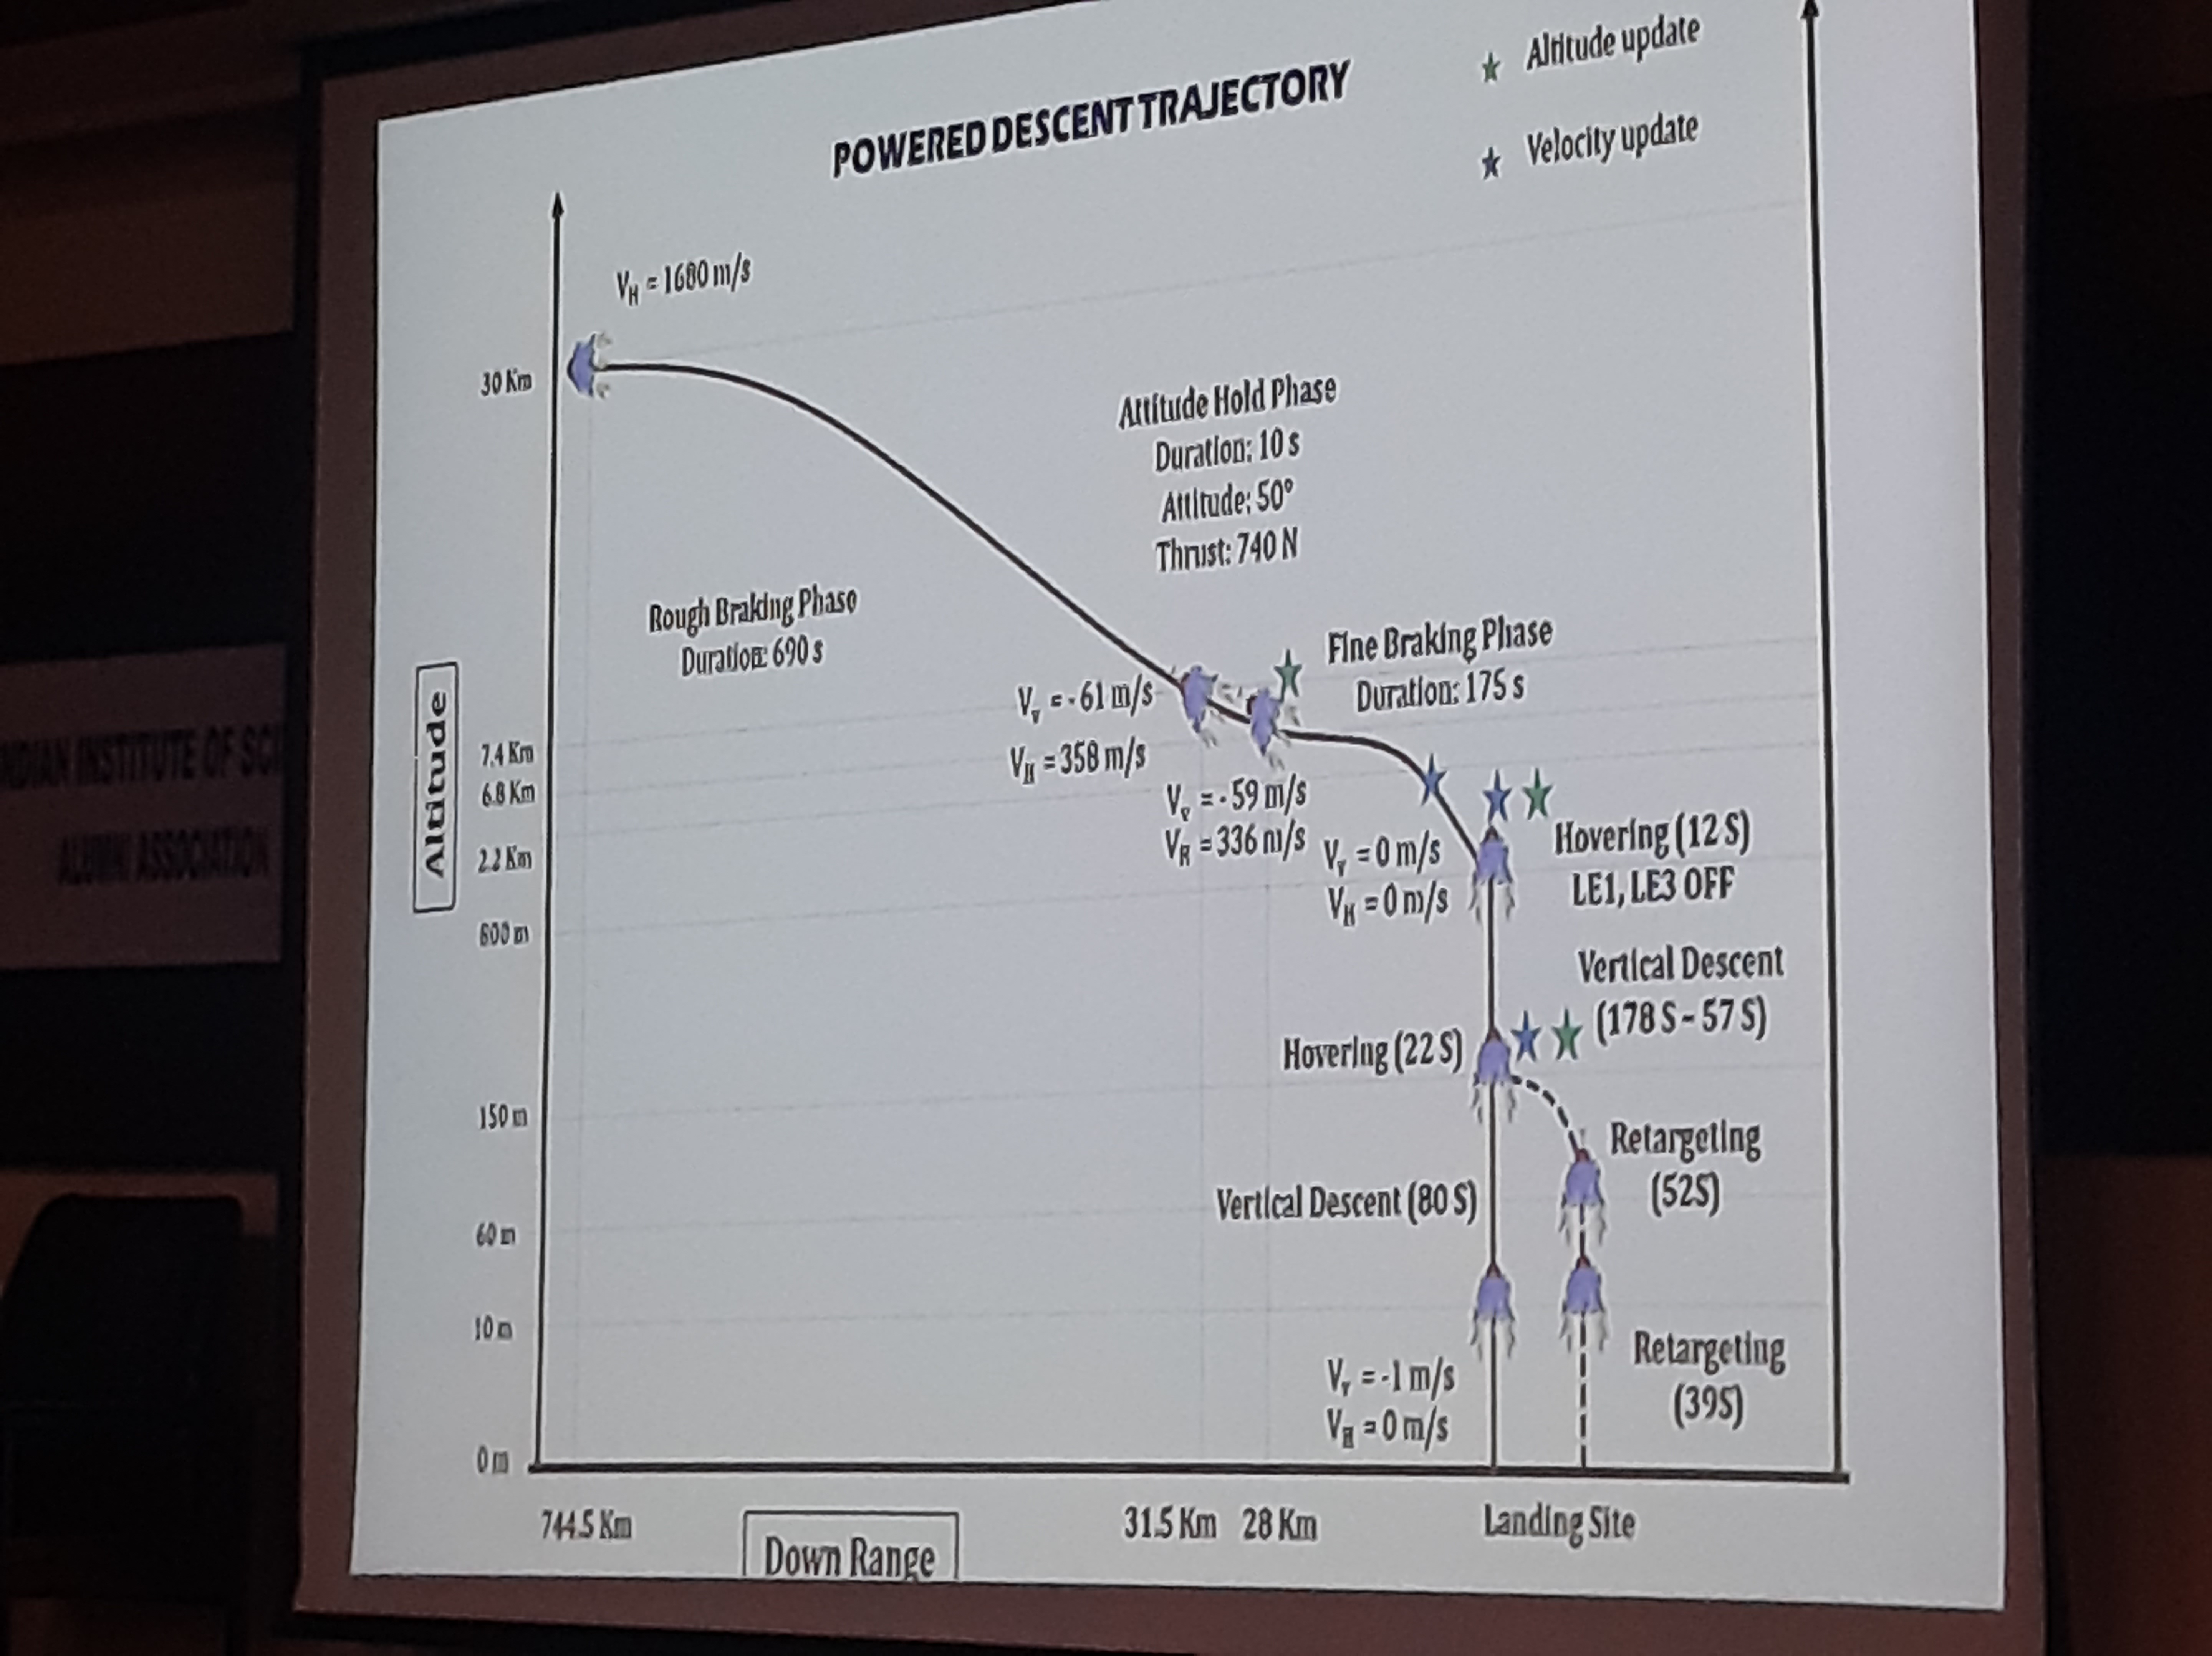 POWERED DESCENT TRAJECTORY
Altitude update
Velocity update
V_H = 1680 m/s
30 Km
Attitude Hold Phase
Duration: 10 s
Attitude: 50°
Thrust: 740 N
Rough Braking Phase
Duration: 690 s
Fine Braking Phase
Duration: 175 s
V_v = - 61 m/s
V_H = 358 m/s
V_v = - 59 m/s
V_H = 336 m/s
V_v = 0 m/s
V_H = 0 m/s
Altitude
7.4 Km
6.8 Km
2.2 Km
800 m
150 m
60 m
10 m
0 m
Hovering (12 S)
LE1, LE3 OFF
Vertical Descent
(178 S - 57 S)
Hovering (22 S)
Retargeting
(52S)
Vertical Descent (80 S)
Retargeting
(39S)
V_v = -1 m/s
V_H = 0 m/s
744.5 Km
31.5 Km
28 Km
Landing Site
Down Range
INDIAN INSTITUTE OF SCI
ALUMNI ASSOCIATION